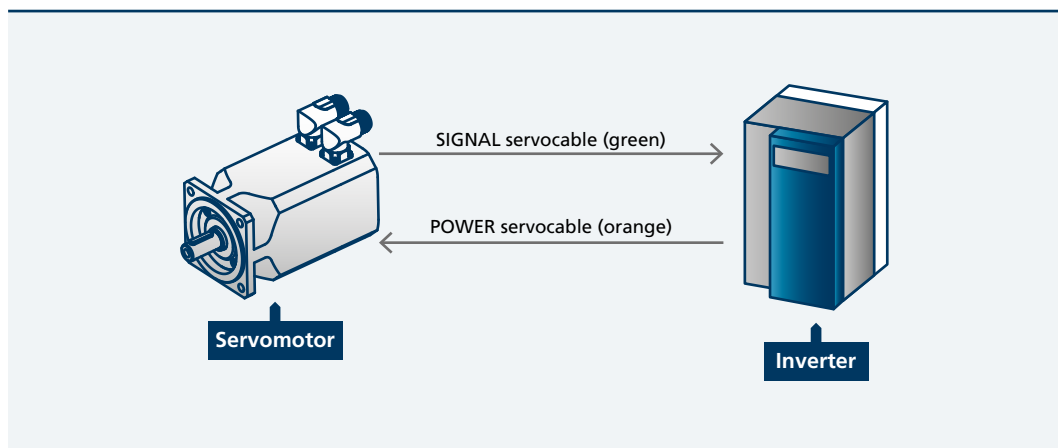 SIGNAL servocable (green)
POWER servocable (orange)
Servomotor
Inverter